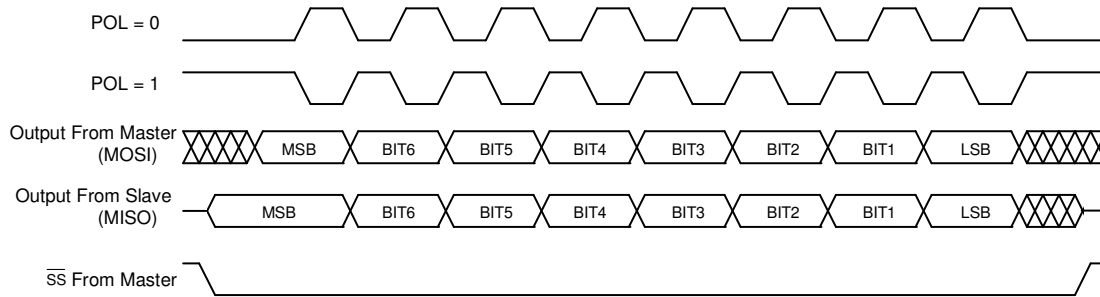 POL = 0
POL = 1
Output From Master
(MOSI)
MSB BIT6 BIT5 BIT4 BIT3 BIT2 BIT1 LSB
Output From Slave
(MISO)
MSB BIT6 BIT5 BIT4 BIT3 BIT2 BIT1 LSB
S̅S̅ From Master